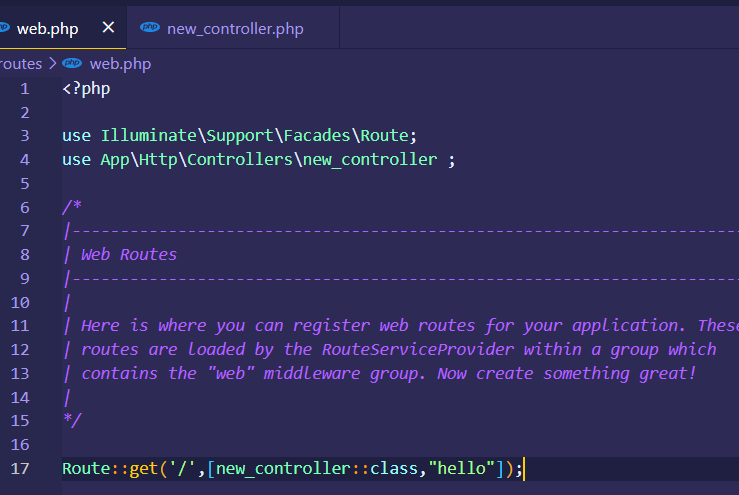 web.php × php new_controller.php
routes > php web.php
1 <?php
2
3 use Illuminate\Support\Facades\Route;
4 use App\Http\Controllers\new_controller ;
5
6 /*
7 |--------------------------------------------------------------------------
8 | Web Routes
9 |--------------------------------------------------------------------------
10 |
11 | Here is where you can register web routes for your application. These
12 | routes are loaded by the RouteServiceProvider within a group which
13 | contains the "web" middleware group. Now create something great!
14 |
15 */
16
17 Route::get('/',[new_controller::class,"hello"]);